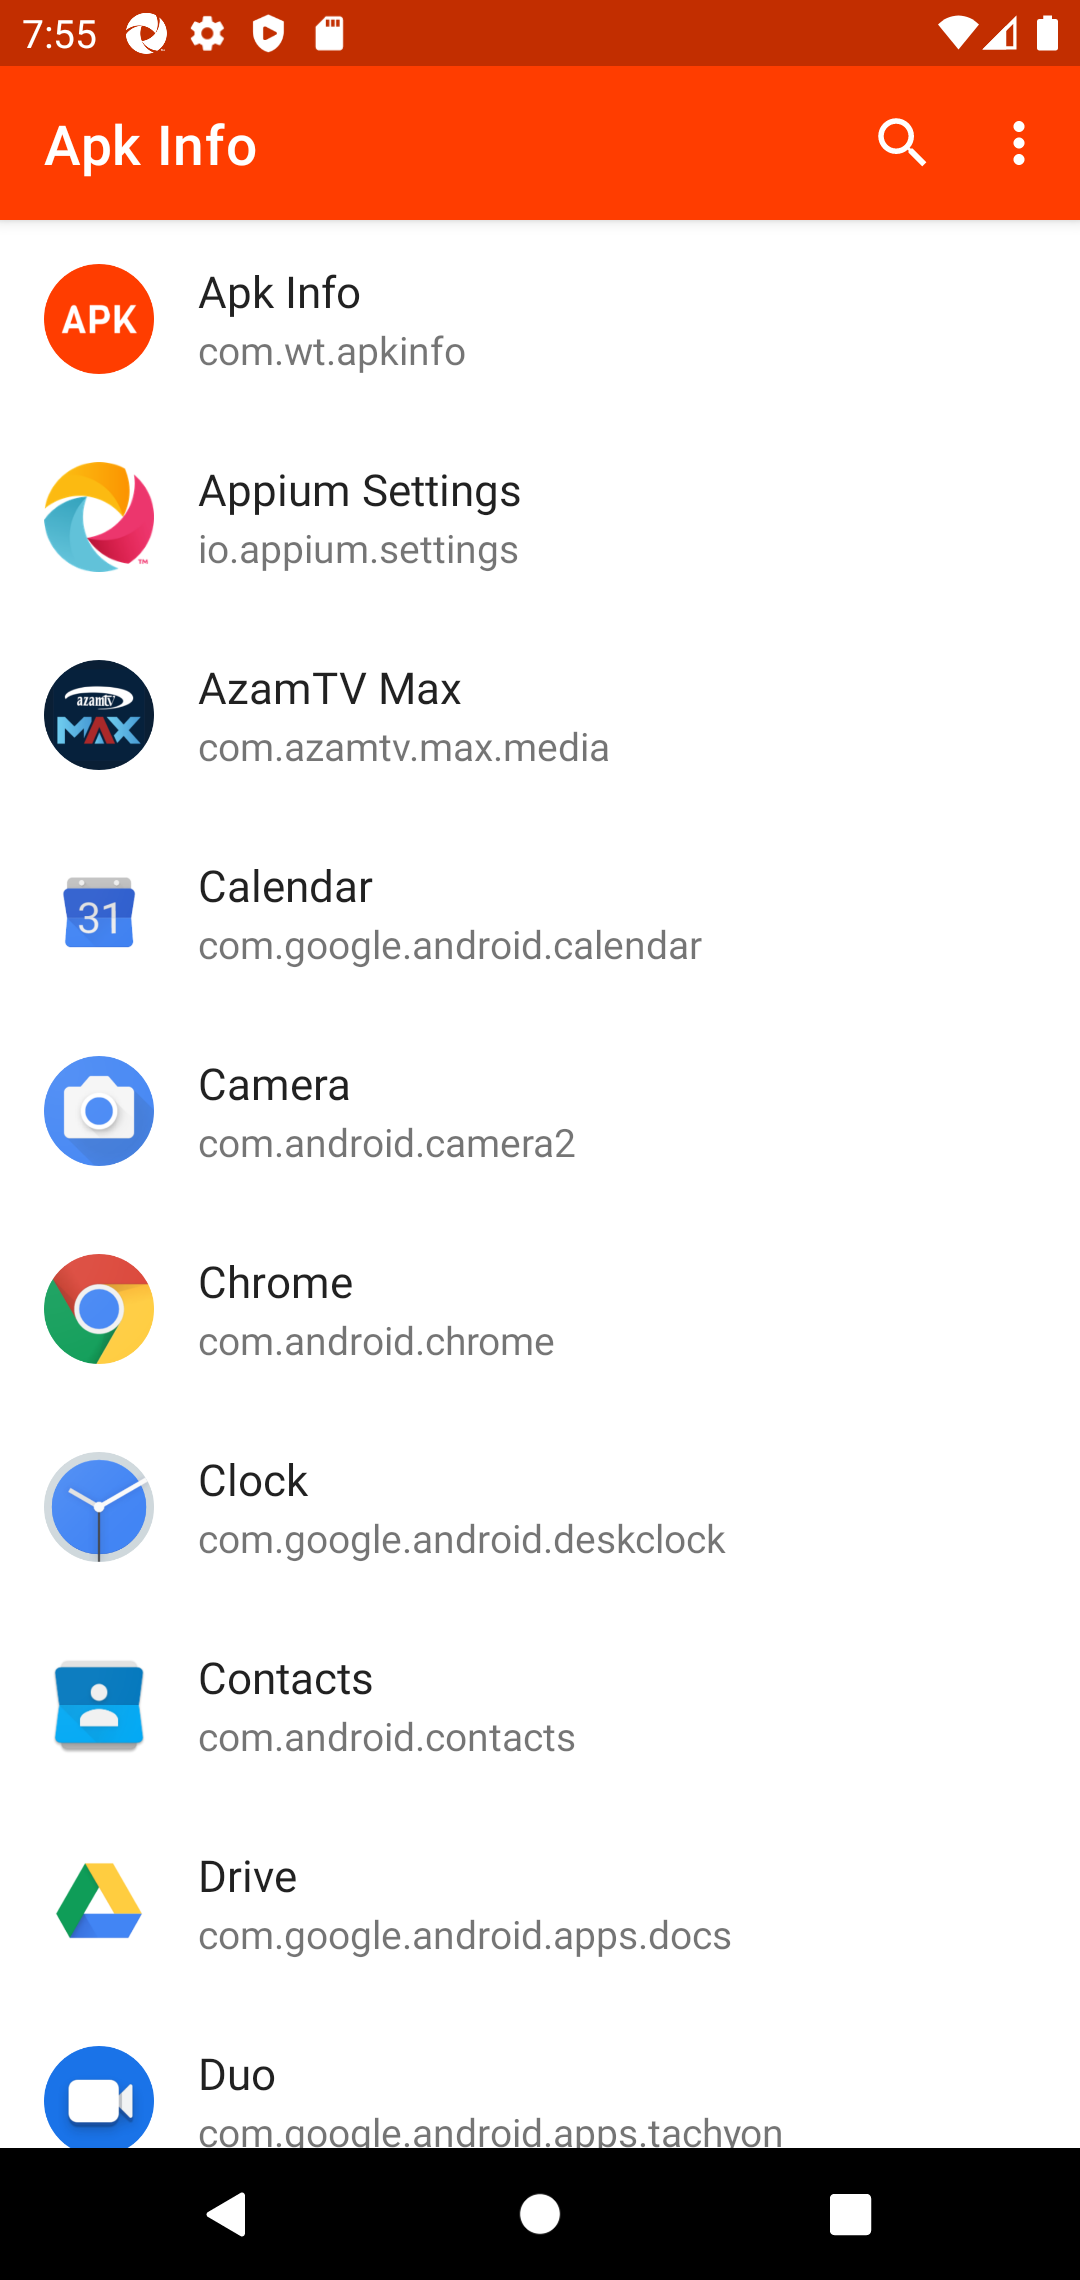 7:55
Apk Info
APK
Apk Info
com.wt.apkinfo
Appium Settings
io.appium.settings
TM
azamtv
MAX
AzamTV Max
com.azamtv.max.media
31
Calendar
com.google.android.calendar
Camera
com.android.camera2
Chrome
com.android.chrome
Clock
com.google.android.deskclock
Contacts
com.android.contacts
Drive
com.google.android.apps.docs
Duo
com.google.android.apps.tachyon